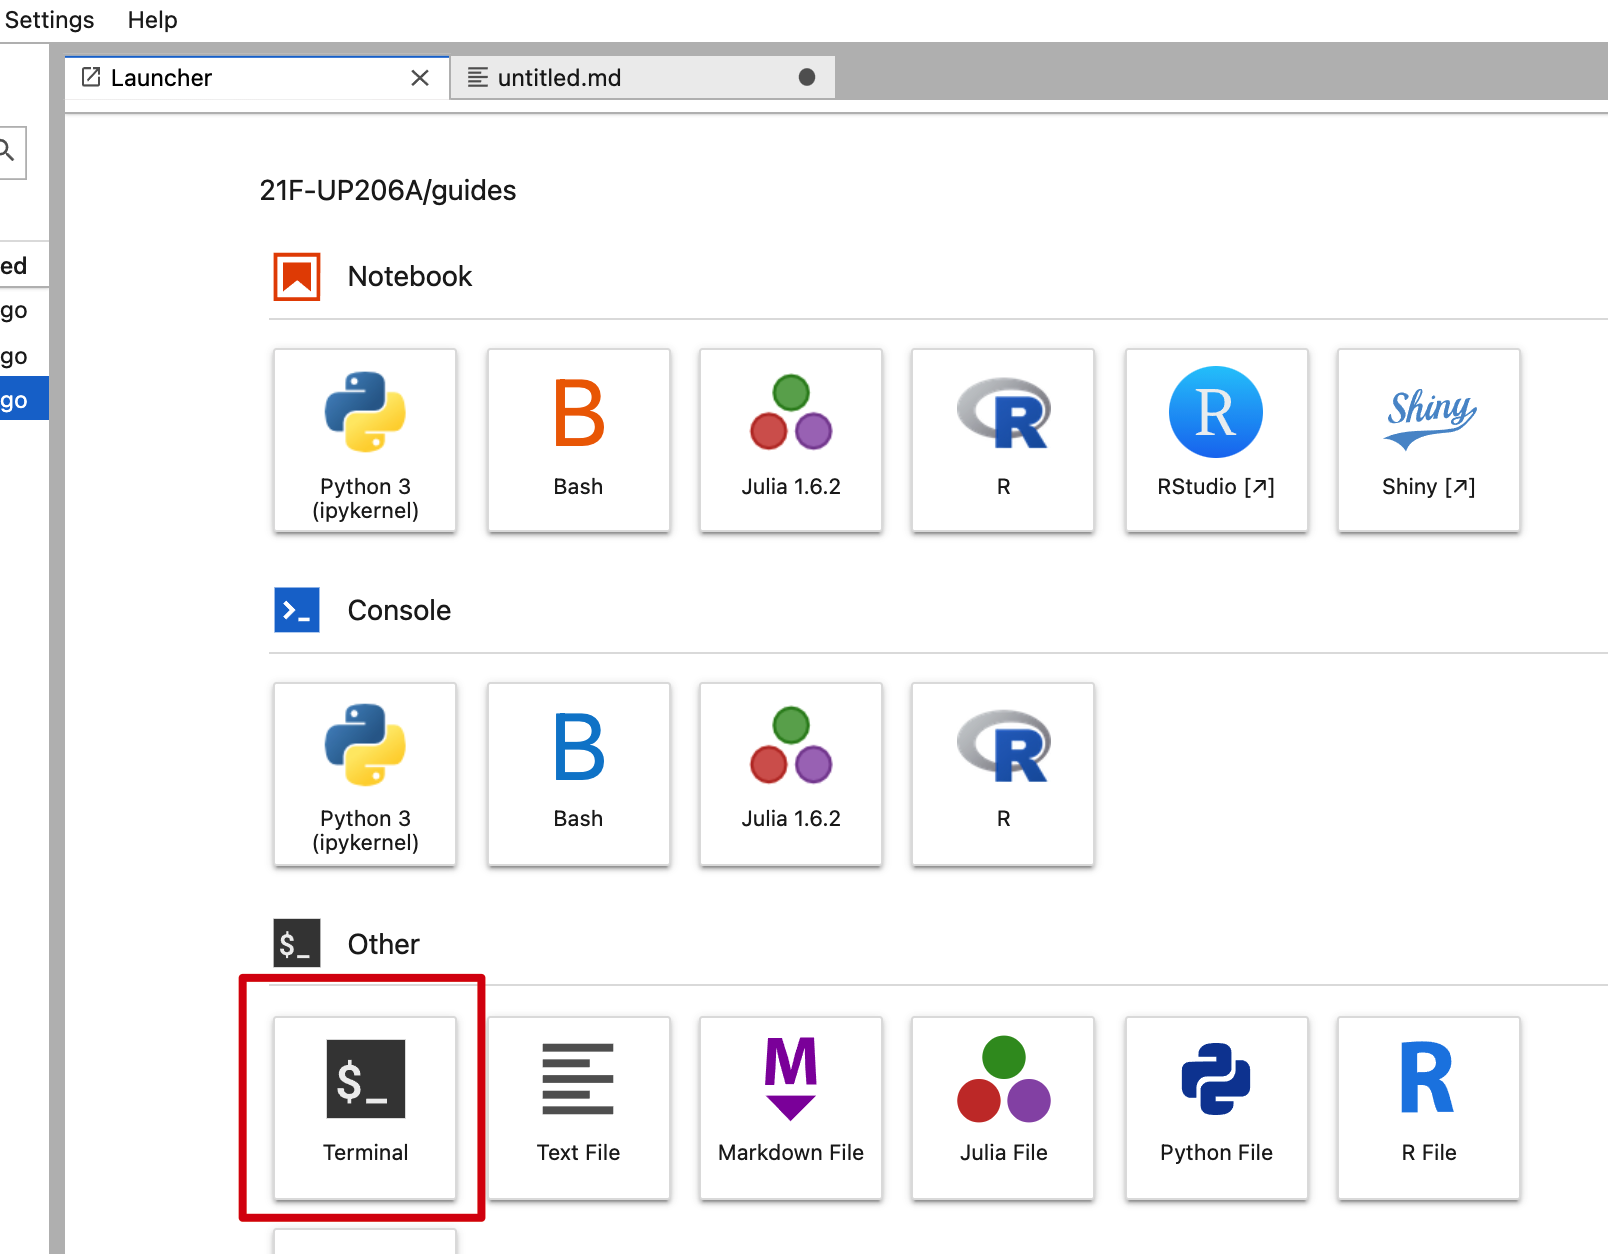 Settings Help
Launcher untitled.md
21F-UP206A/guides
ed
go
go
go
Notebook
Python 3 (ipykernel)
B
Bash
Julia 1.6.2
R
R
R
RStudio [↗]
Shiny
Shiny [↗]
>_ Console
Python 3 (ipykernel)
B
Bash
Julia 1.6.2
R
R
$_ Other
$_
Terminal
Text File
M
Markdown File
Julia File
Python File
R
R File